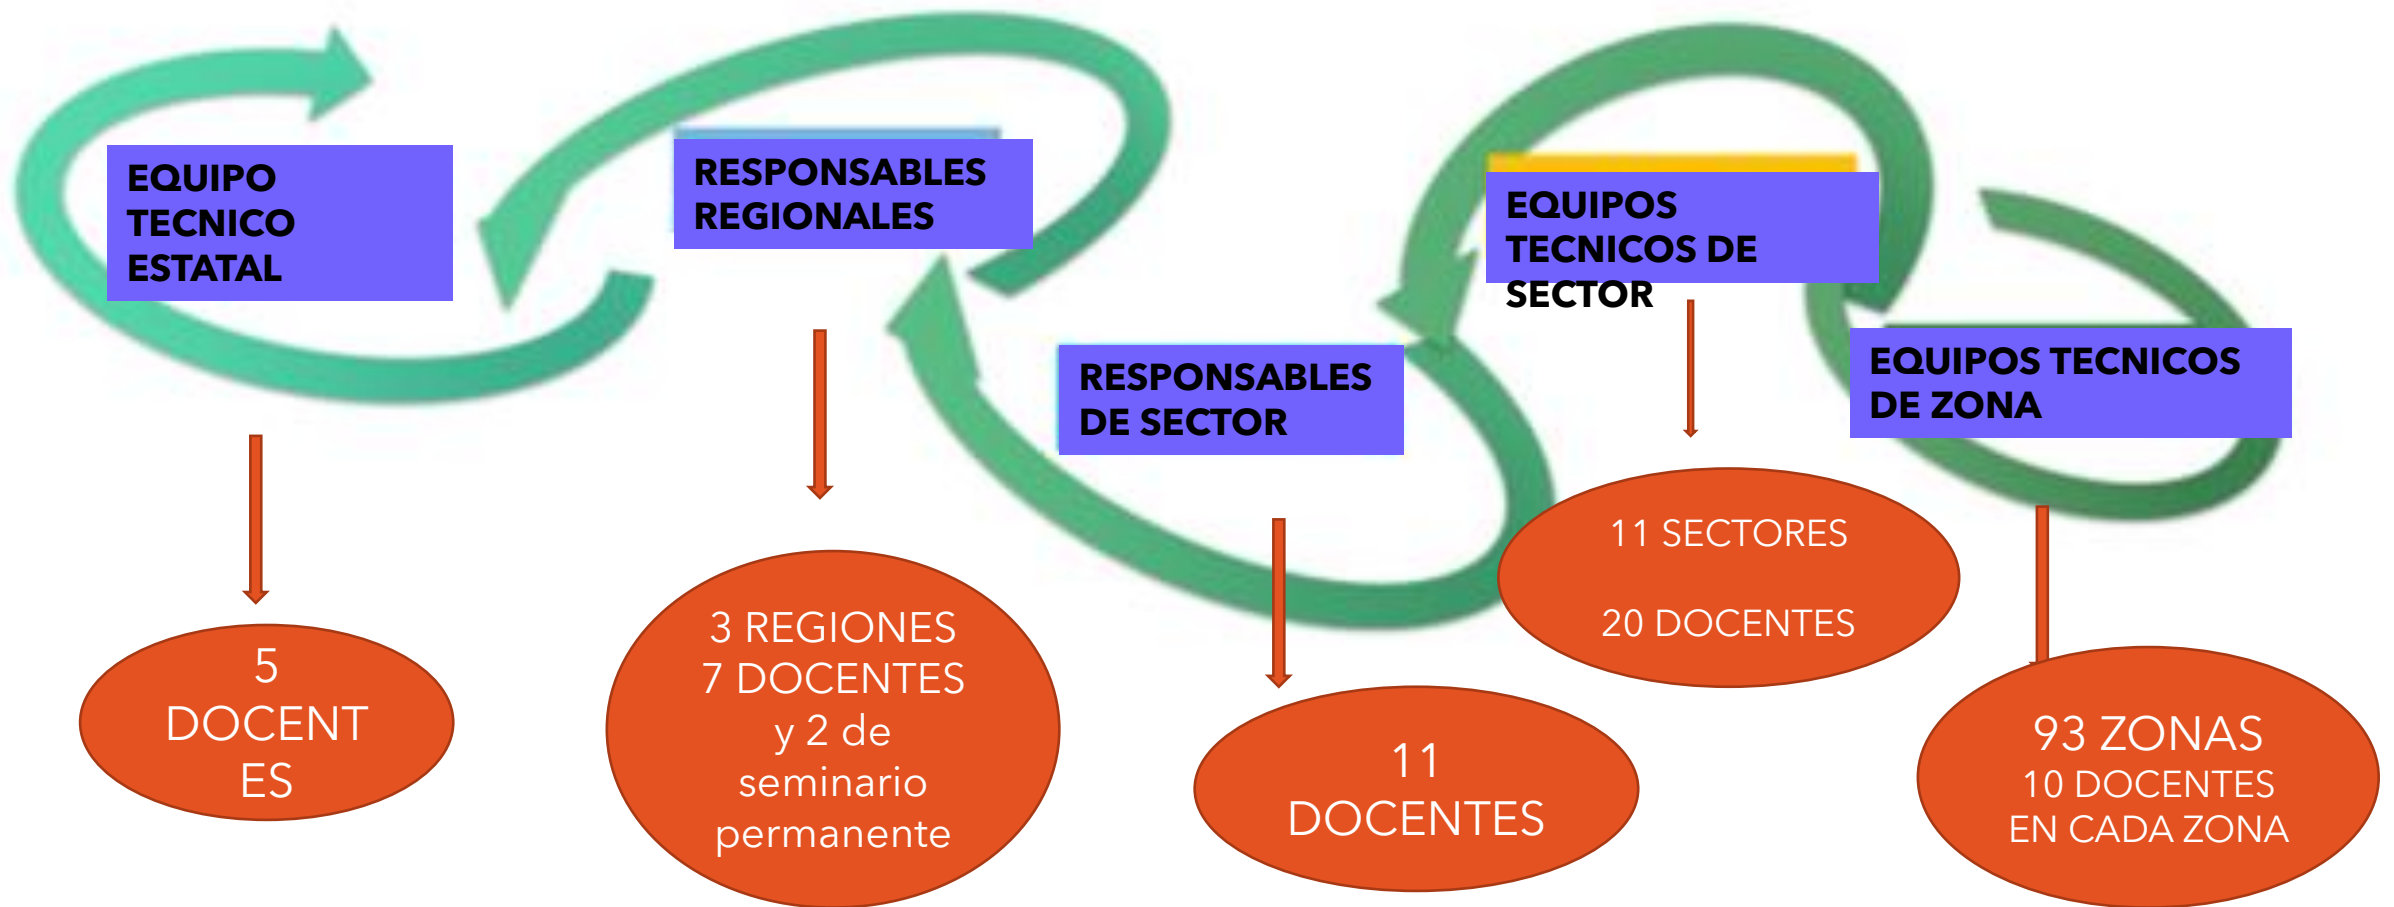 EQUIPO
TECNICO
ESTATAL
5
DOCENT
ES
RESPONSABLES
REGIONALES
3 REGIONES
7 DOCENTES
y 2 de
seminario
permanente
RESPONSABLES
DE SECTOR
11
DOCENTES
EQUIPOS
TECNICOS DE
SECTOR
11 SECTORES
20 DOCENTES
EQUIPOS TECNICOS
DE ZONA
93 ZONAS
10 DOCENTES
EN CADA ZONA